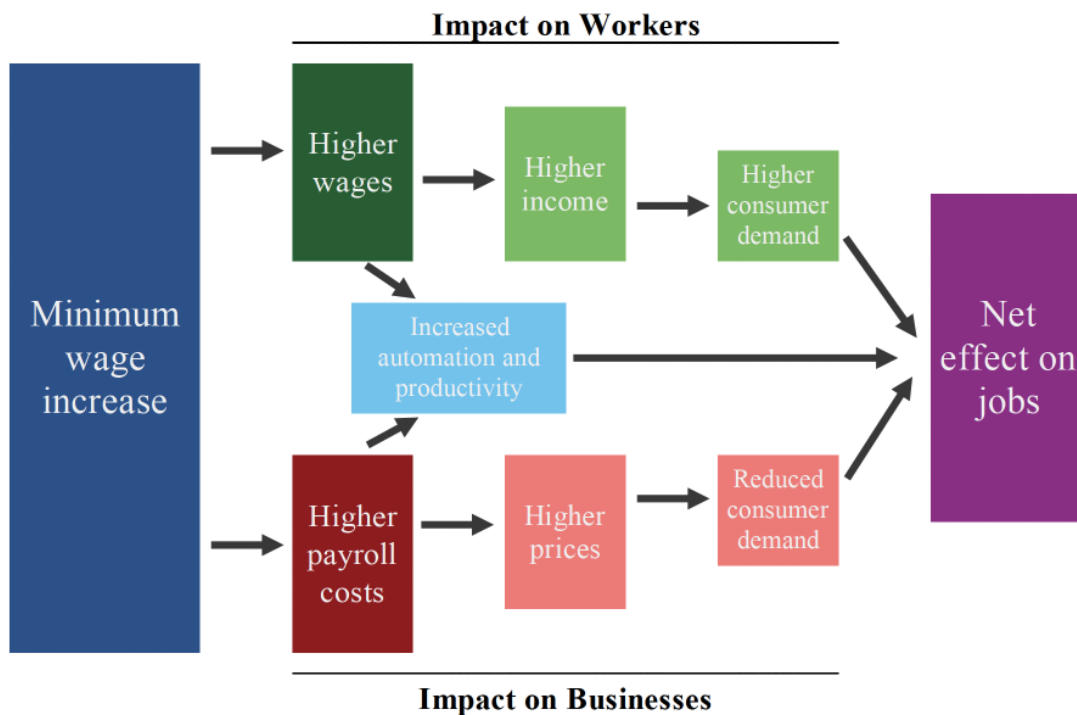 Impact on Workers
Minimum
wage
increase
Higher
wages
Higher
income
Higher
consumer
demand
Increased
automation and
productivity
Net
effect on
jobs
Higher
payroll
costs
Higher
prices
Reduced
consumer
demand
Impact on Businesses